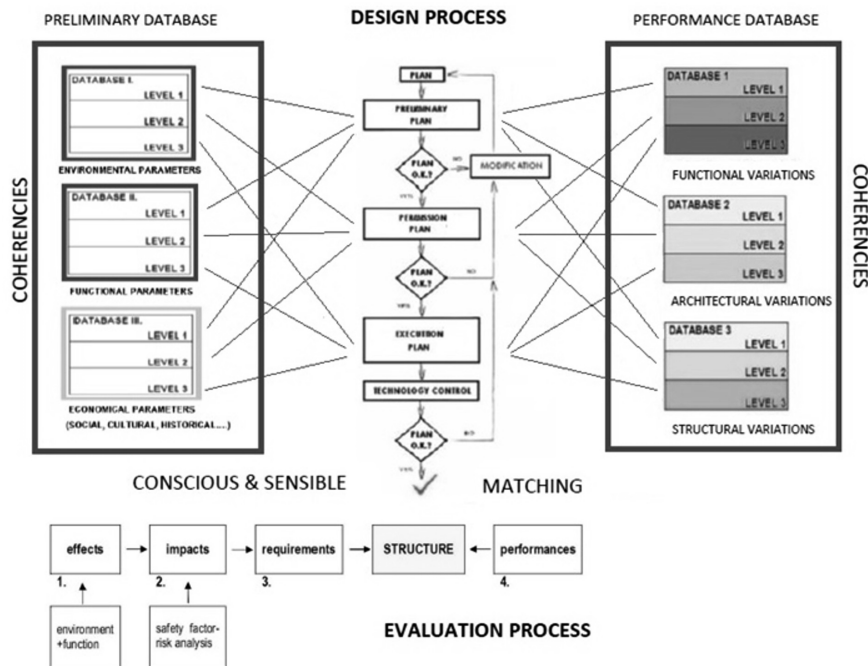 PRELIMINARY DATABASE
DESIGN PROCESS
PERFORMANCE DATABASE
COHERENCIES
DATABASE I.
LEVEL 1
LEVEL 2
LEVEL 3
ENVIRONMENTAL PARAMETERS
DATABASE II.
LEVEL 1
LEVEL 2
LEVEL 3
FUNCTIONAL PARAMETERS
DATABASE III.
LEVEL 1
LEVEL 2
LEVEL 3
ECONOMICAL PARAMETERS
(SOCIAL, CULTURAL, HISTORICAL....)
PLAN
PRELIMINARY
PLAN
PLAN
O.K.?
NO
MODIFICATION
YES
PERMISSION
PLAN
PLAN
O.K.?
NO
YES
EXECUTION
PLAN
TECHNOLOGY CONTROL
PLAN
O.K.?
NO
YES
DATABASE 1
LEVEL 1
LEVEL 2
LEVEL 3
FUNCTIONAL VARIATIONS
DATABASE 2
LEVEL 1
LEVEL 2
LEVEL 3
ARCHITECTURAL VARIATIONS
DATABASE 3
LEVEL 1
LEVEL 2
LEVEL 3
STRUCTURAL VARIATIONS
COHERENCIES
CONSCIOUS & SENSIBLE
MATCHING
effects
1.
impacts
2.
requirements
3.
STRUCTURE
performances
4.
environment
+function
safety factor-
risk analysis
EVALUATION PROCESS